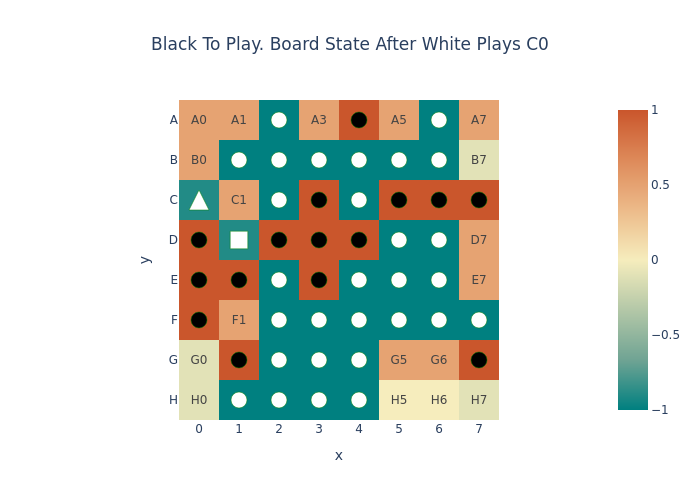 Black To Play. Board State After White Plays C0
A A0 A1 A3 A5 A7
B B0 B7
C C1
D D7
E E7
F F1
G G0 G5 G6
H H0 H5 H6 H7
0 1 2 3 4 5 6 7
x
y
1
0.5
0
−0.5
−1